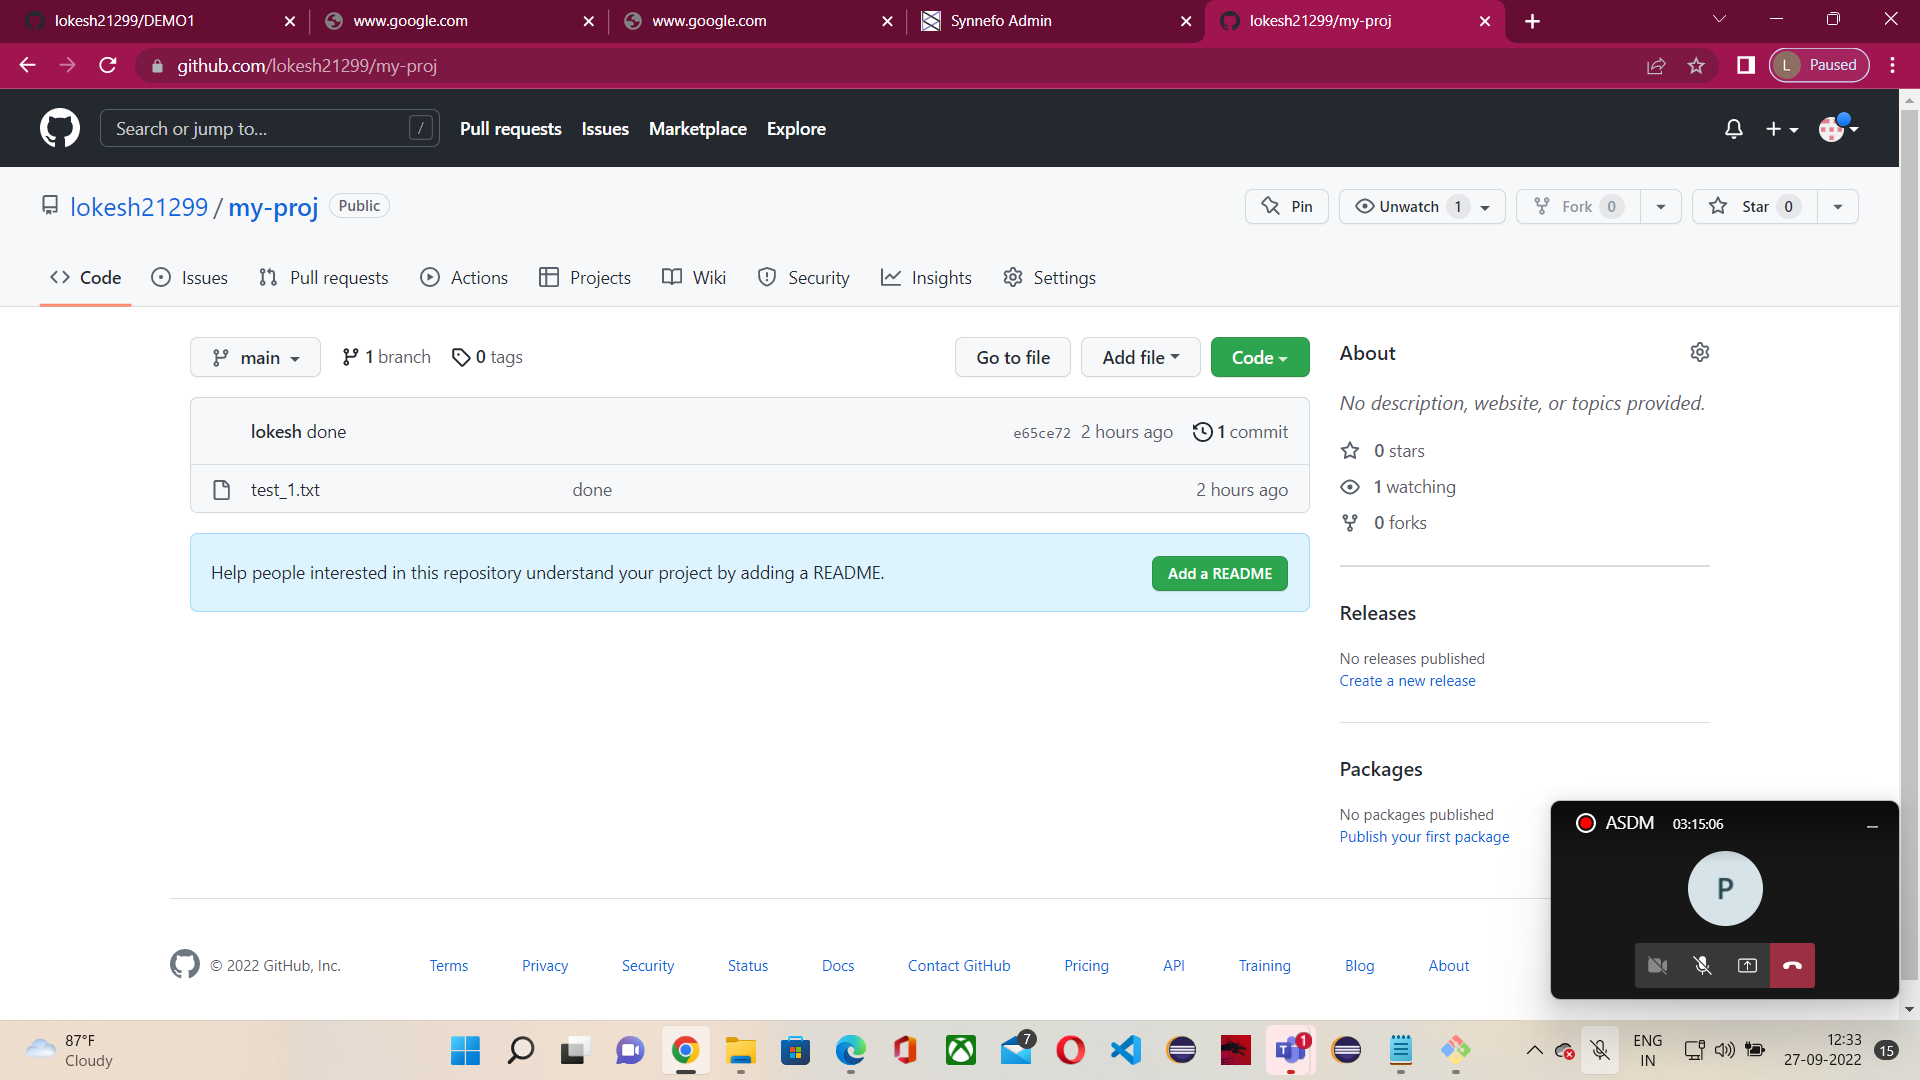 lokesh21299/DEMO1
www.google.com
www.google.com
Synnefo Admin
lokesh21299/my-proj
github.com/lokesh21299/my-proj
L Paused
Search or jump to... /
Pull requests Issues Marketplace Explore
lokesh21299 / my-proj Public
Pin
Unwatch 1
Fork 0
Star 0
Code Issues Pull requests Actions Projects Wiki Security Insights Settings
main 1 branch 0 tags
Go to file Add file Code
lokesh done e65ce72 2 hours ago 1 commit
test_1.txt done 2 hours ago
Help people interested in this repository understand your project by adding a README.
Add a README
About
No description, website, or topics provided.
0 stars
1 watching
0 forks
Releases
No releases published
Create a new release
Packages
No packages published
Publish your first package
ASDM 03:15:06
P
© 2022 GitHub, Inc. Terms Privacy Security Status Docs Contact GitHub Pricing API Training Blog About
87°F
Cloudy
7
1
ENG
IN
12:33
27-09-2022
15